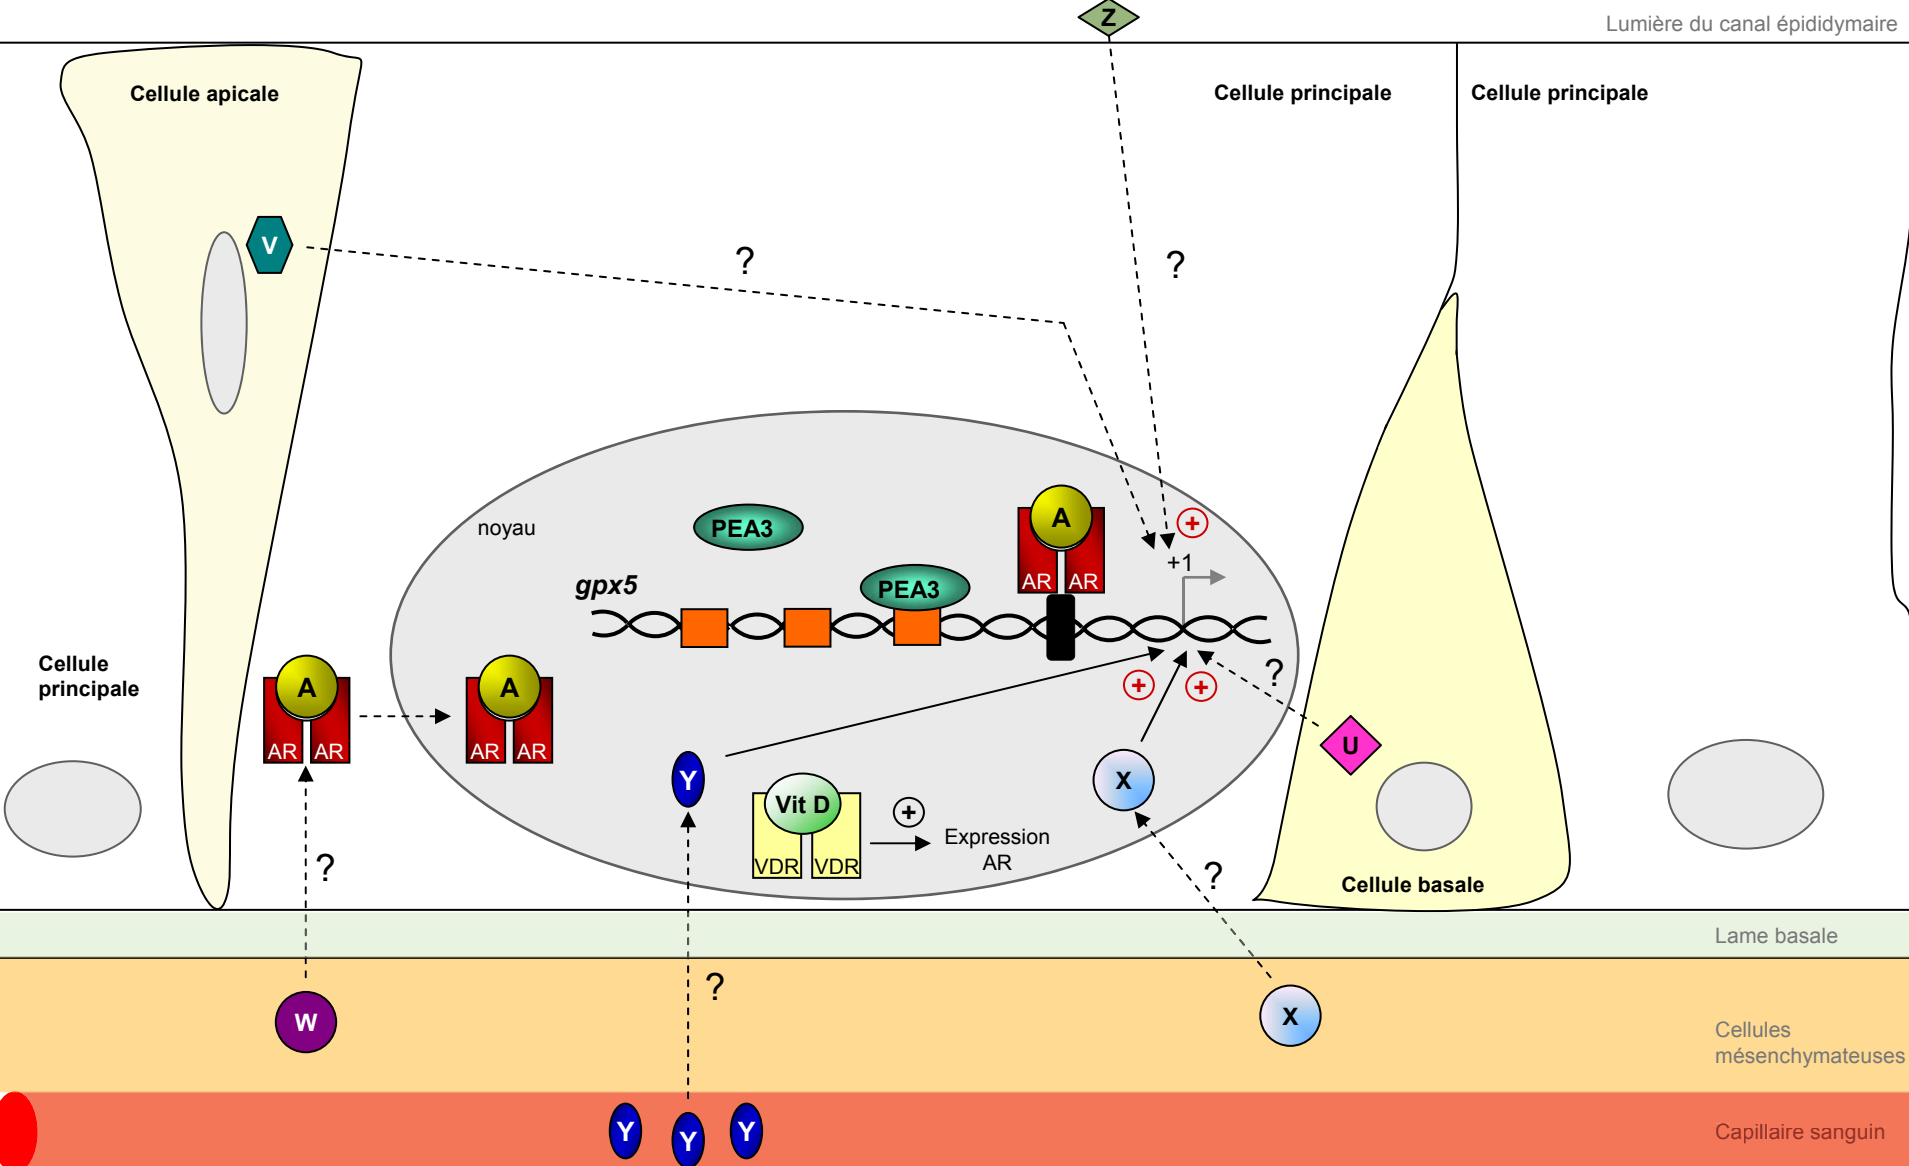 Z
Lumière du canal épididymaire
Cellule apicale
Cellule principale
Cellule principale
V
?
?
noyau
PEA3
A
AR AR
+
+1
gpx5
PEA3
Cellule
principale
A
AR AR
A
AR AR
+
+
?
U
Y
Vit D
VDR VDR
+
Expression
AR
X
?
?
Cellule basale
Lame basale
?
W
X
Cellules
mésenchymateuses
Y
Y
Y
Capillaire sanguin